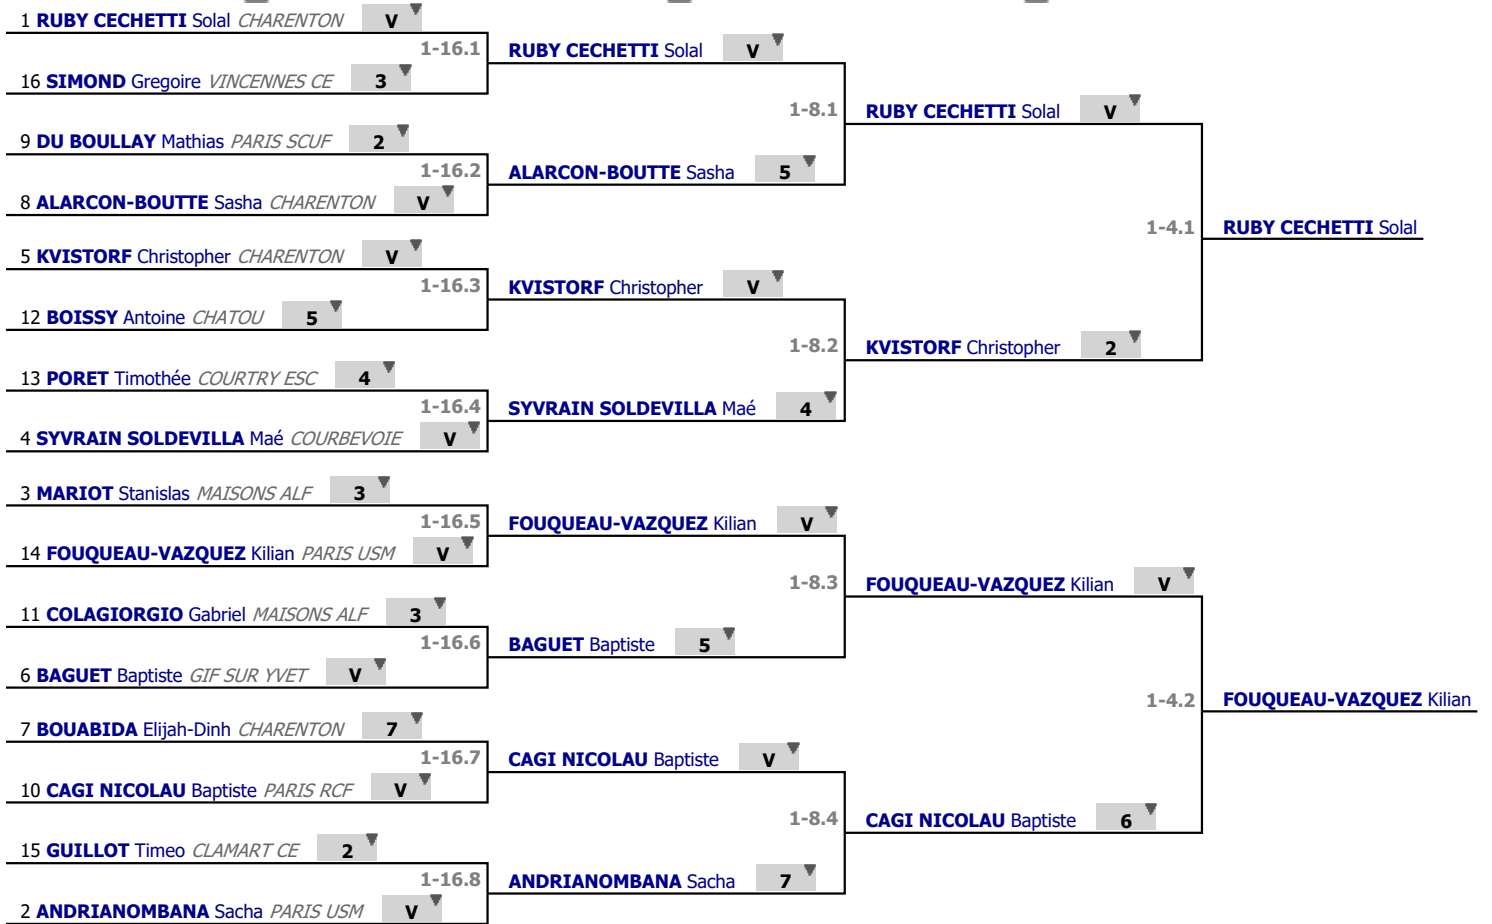 1 RUBY CECHETTI Solal CHARENTON V
1-16.1
16 SIMOND Gregoire VINCENNES CE 3
9 DU BOULLAY Mathias PARIS SCUF 2
1-16.2
8 ALARCON-BOUTTE Sasha CHARENTON V
5 KVISTORF Christopher CHARENTON V
1-16.3
12 BOISSY Antoine CHATOU 5
13 PORET Timothée COURTRY ESC 4
1-16.4
4 SYVRAIN SOLDEVILLA Maé COURBEVOIE V
3 MARIOT Stanislas MAISONS ALF 3
1-16.5
14 FOUQUEAU-VAZQUEZ Kilian PARIS USM V
11 COLAGIORGIO Gabriel MAISONS ALF 3
1-16.6
6 BAGUET Baptiste GIF SUR YVET V
7 BOUABIDA Elijah-Dinh CHARENTON 7
1-16.7
10 CAGI NICOLAU Baptiste PARIS RCF V
15 GUILLOT Timeo CLAMART CE 2
1-16.8
2 ANDRIANOMBANA Sacha PARIS USM V
RUBY CECHETTI Solal V
1-8.1
ALARCON-BOUTTE Sasha 5
KVISTORF Christopher V
1-8.2
SYVRAIN SOLDEVILLA Maé 4
FOUQUEAU-VAZQUEZ Kilian V
1-8.3
BAGUET Baptiste 5
CAGI NICOLAU Baptiste V
1-8.4
ANDRIANOMBANA Sacha 7
RUBY CECHETTI Solal V
1-4.1
KVISTORF Christopher 2
FOUQUEAU-VAZQUEZ Kilian V
1-4.2
CAGI NICOLAU Baptiste 6
RUBY CECHETTI Solal
FOUQUEAU-VAZQUEZ Kilian